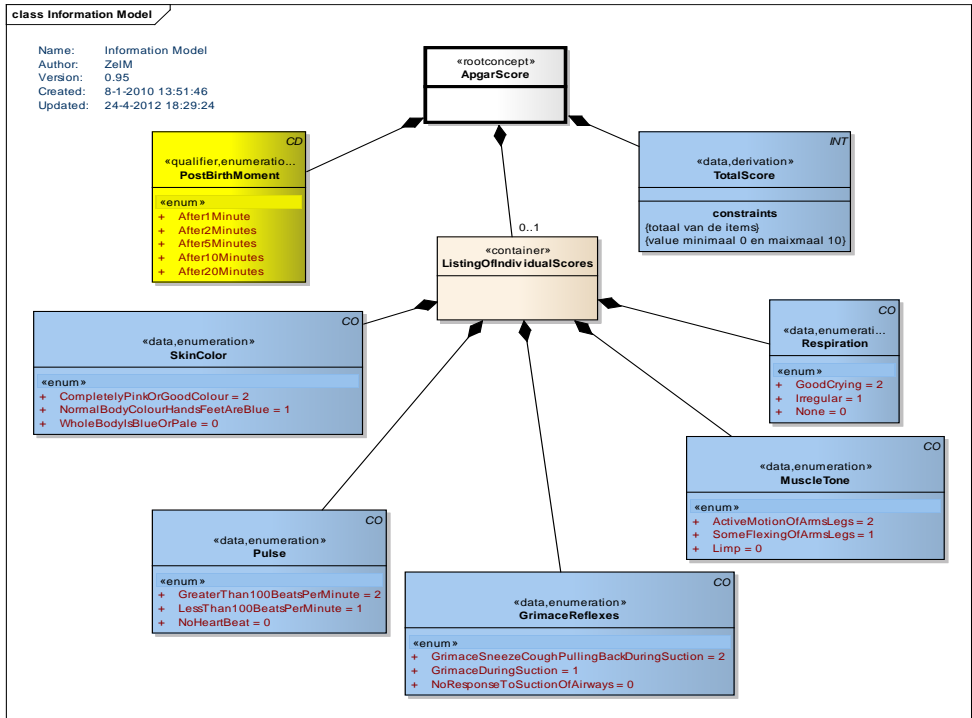 class Information Model
Name: Information Model
Author: ZelM
Version: 0.95
Created: 8-1-2010 13:51:46
Updated: 24-4-2012 18:29:24
«rootconcept»
ApgarScore
CD
«qualifier,enumeratio...
PostBirthMoment
«enum»
+ After1Minute
+ After2Minutes
+ After5Minutes
+ After10Minutes
+ After20Minutes
INT
«data,derivation»
TotalScore
constraints
{totaal van de items}
{value minimaal 0 en maixmaal 10}
0..1
«container»
ListingOfIndividualScores
CO
«data,enumeration»
SkinColor
«enum»
+ CompletelyPinkOrGoodColour = 2
+ NormalBodyColourHandsFeetAreBlue = 1
+ WholeBodyIsBlueOrPale = 0
CO
«data,enumerati...
Respiration
«enum»
+ GoodCrying = 2
+ Irregular = 1
+ None = 0
CO
«data,enumeration»
MuscleTone
«enum»
+ ActiveMotionOfArmsLegs = 2
+ SomeFlexingOfArmsLegs = 1
+ Limp = 0
CO
«data,enumeration»
Pulse
«enum»
+ GreaterThan100BeatsPerMinute = 2
+ LessThan100BeatsPerMinute = 1
+ NoHeartBeat = 0
CO
«data,enumeration»
GrimaceReflexes
«enum»
+ GrimaceSneezeCoughPullingBackDuringSuction = 2
+ GrimaceDuringSuction = 1
+ NoResponseToSuctionOfAirways = 0